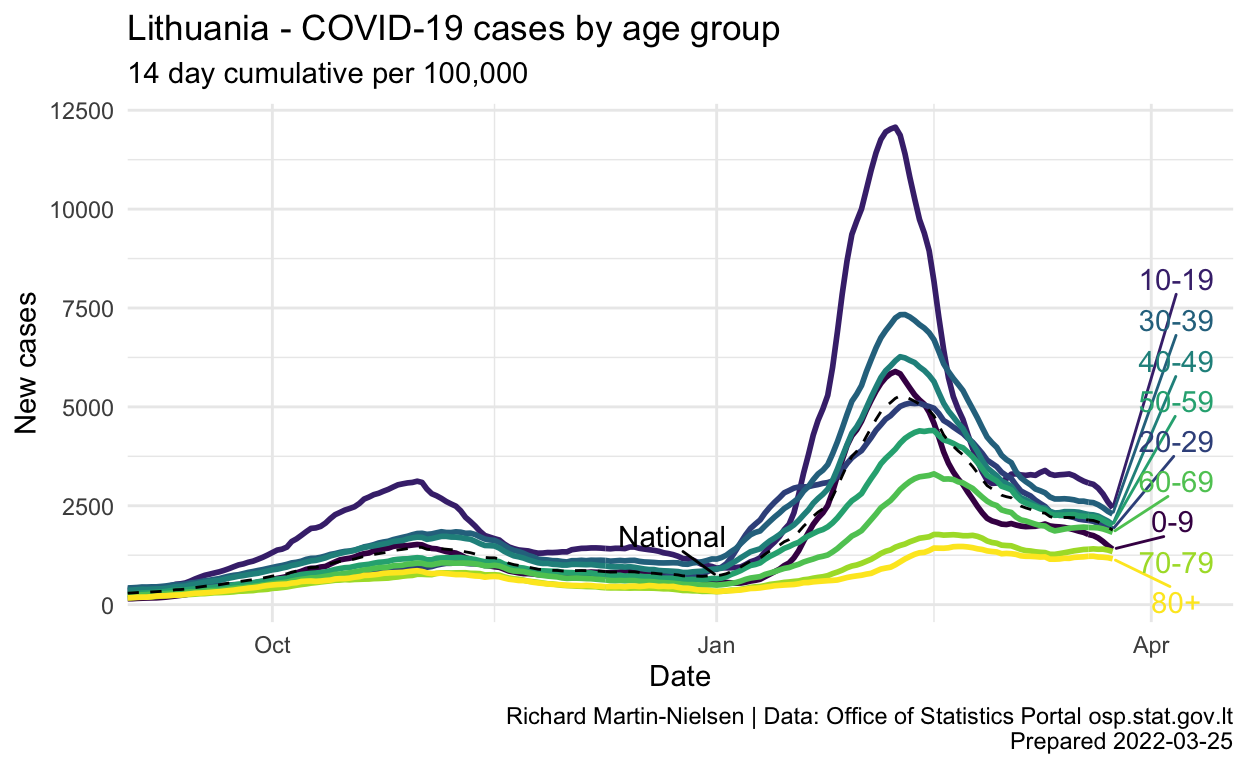 Lithuania - COVID-19 cases by age group
14 day cumulative per 100,000
12500
10000
7500
5000
2500
0
New cases
National
10-19
30-39
40-49
50-59
20-29
60-69
0-9
70-79
80+
Oct
Jan
Apr
Date
Richard Martin-Nielsen | Data: Office of Statistics Portal osp.stat.gov.lt
Prepared 2022-03-25